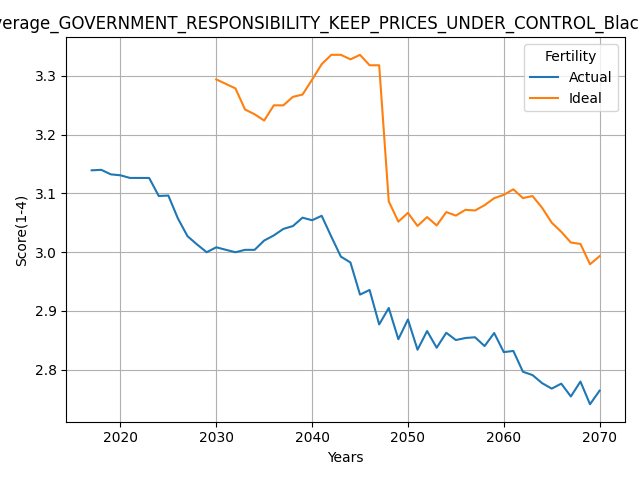 verage_GOVERNMENT_RESPONSIBILITY_KEEP_PRICES_UNDER_CONTROL_Blac
Fertility
Actual
Ideal
3.3
3.2
3.1
3.0
2.9
2.8
Score(1-4)
2020 2030 2040 2050 2060 2070
Years